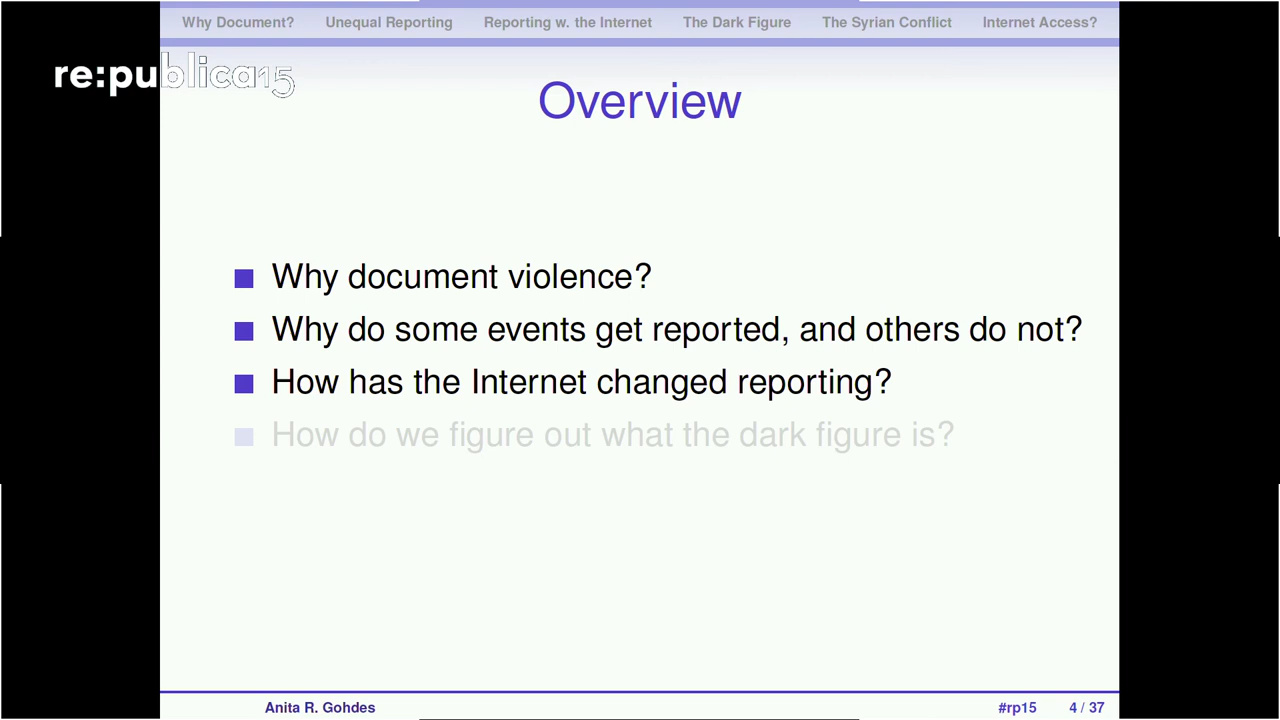 Why Document? Unequal Reporting Reporting w. the Internet The Dark Figure The Syrian Conflict Internet Access?
re:publica15
Overview
Why document violence?
Why do some events get reported, and others do not?
How has the Internet changed reporting?
How do we figure out what the dark figure is?
Anita R. Gohdes #rp15 4 / 37